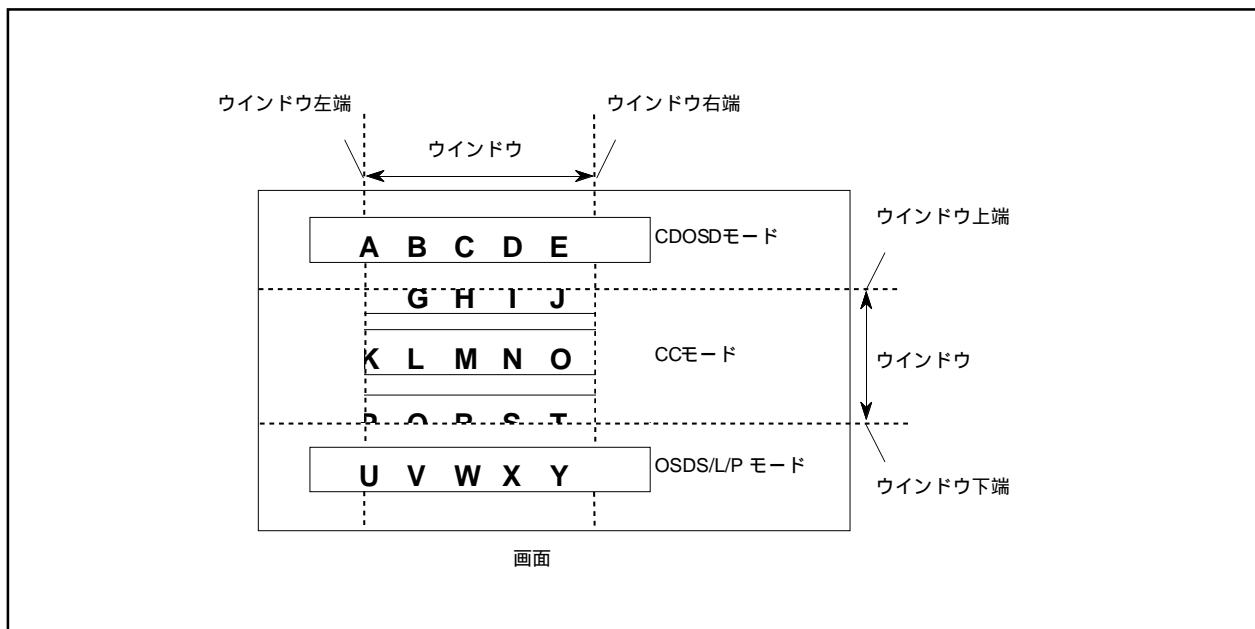 ウインドウ左端
ウインドウ右端
ウインドウ
ウインドウ上端
A B C D E
CDOSDモード
G H I J
K L M N O
CCモード
ウインドウ
P Q R S T
U V W X Y
OSDS/L/P モード
ウインドウ下端
画面